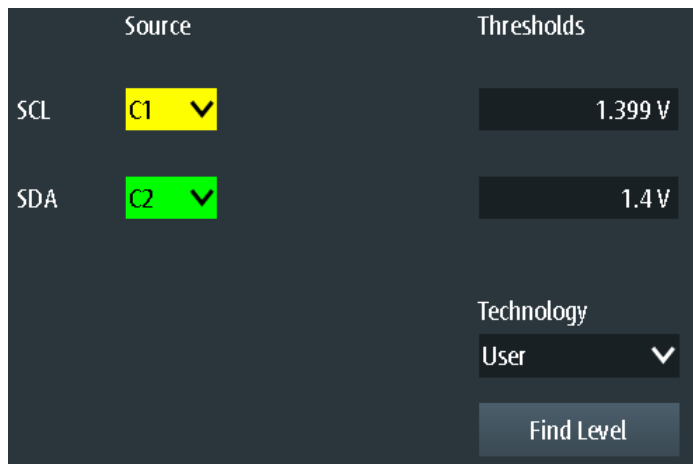 Source Thresholds
SCL C1 1.399 V
SDA C2 1.4 V
Technology
User
Find Level